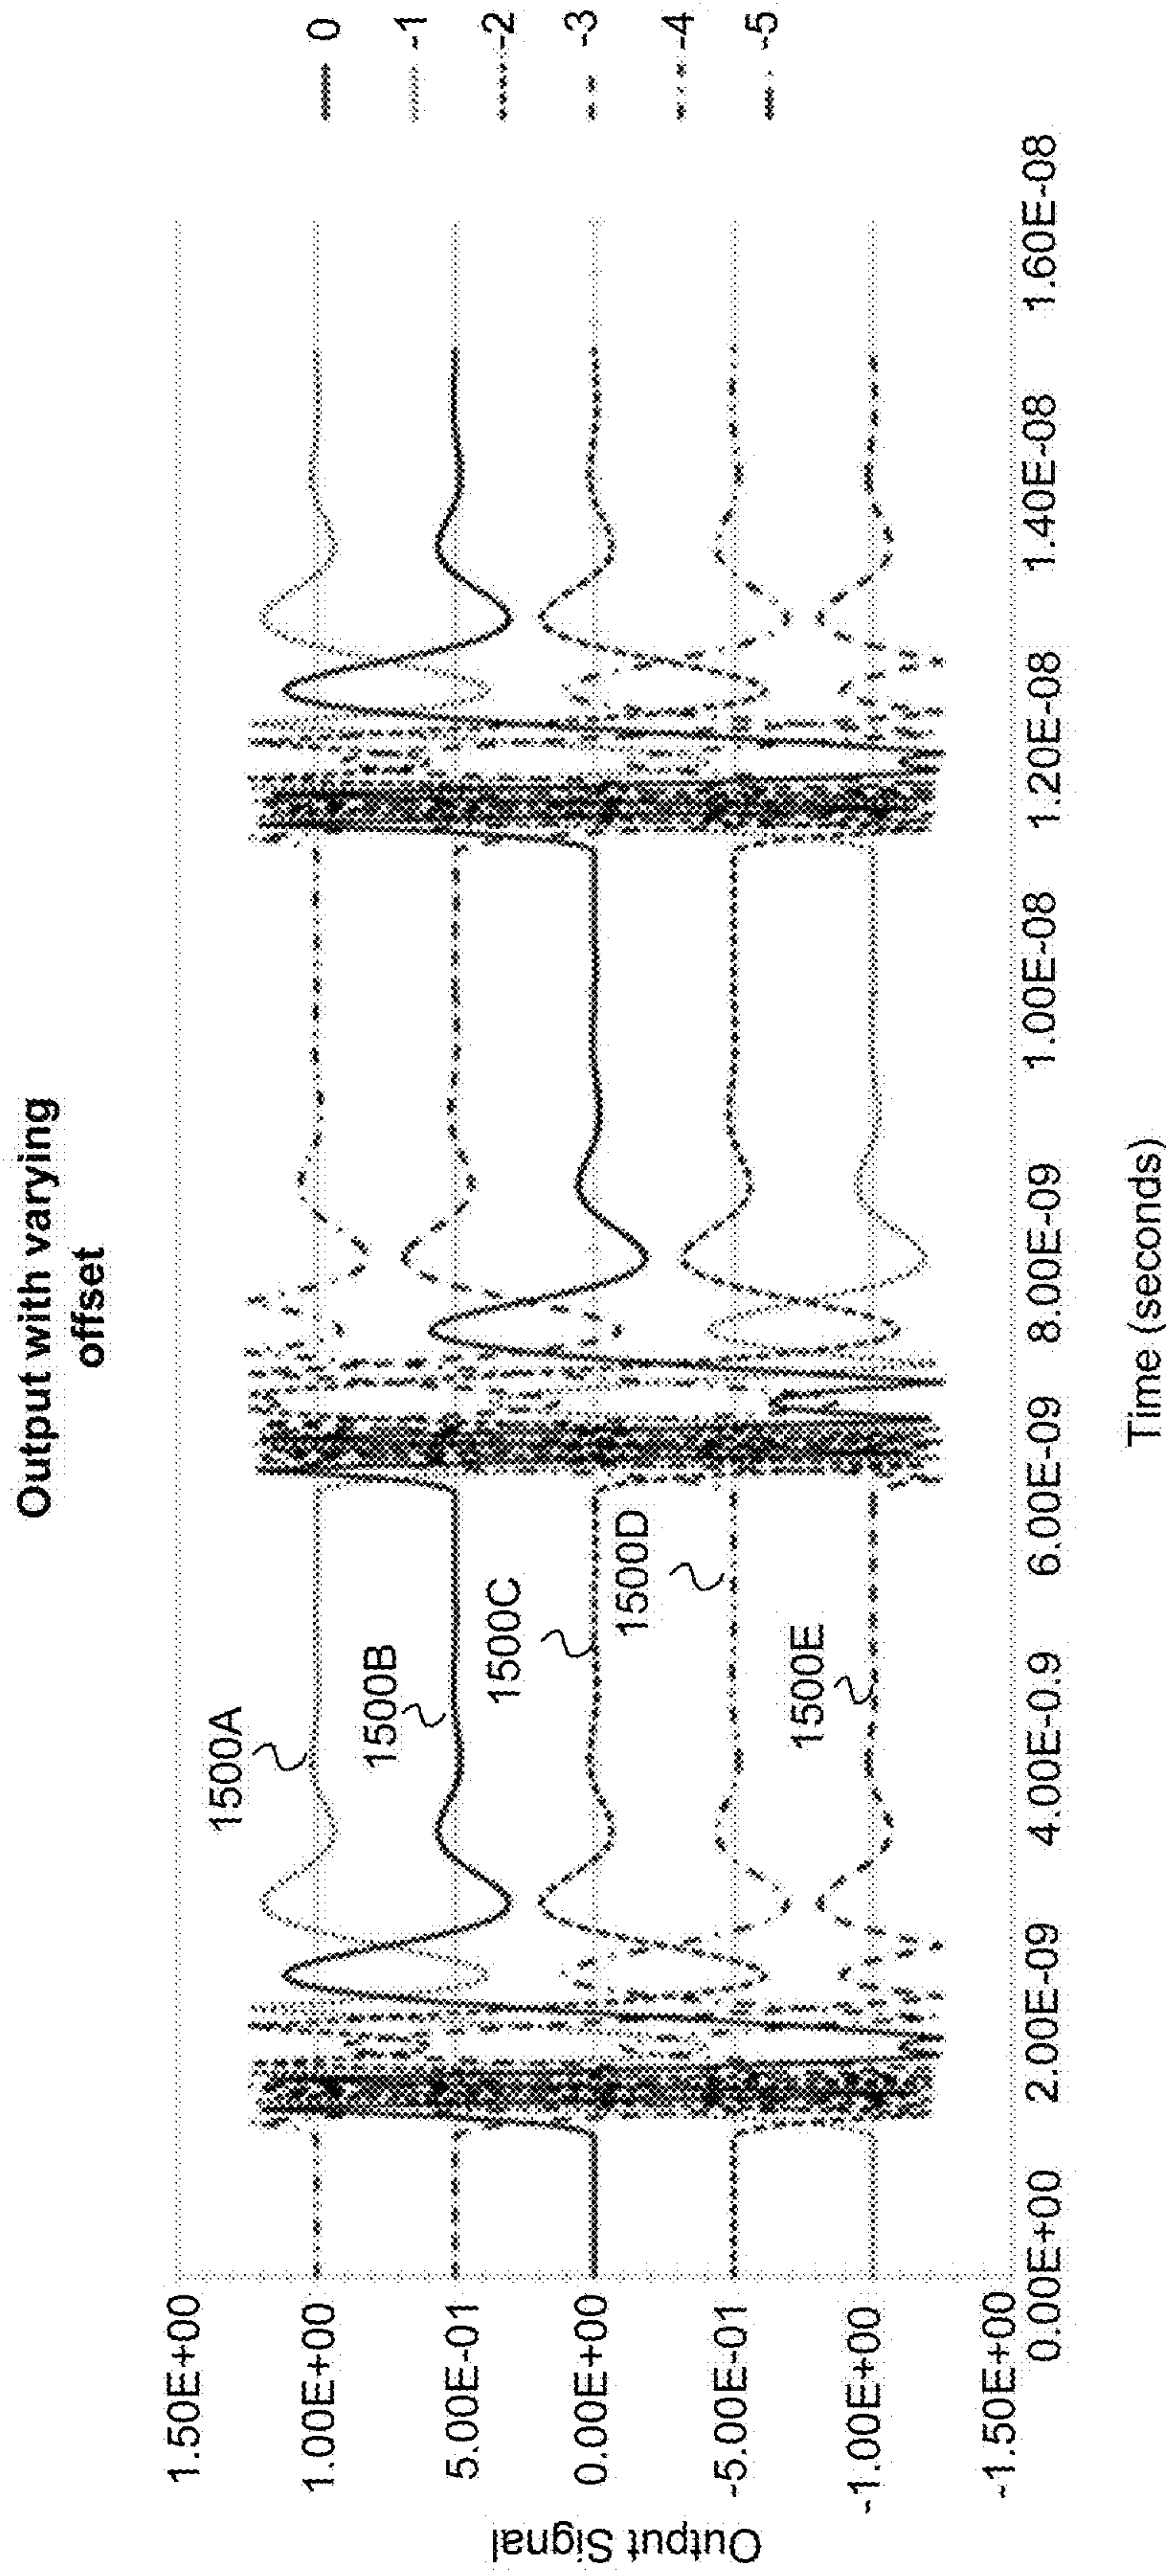 Output with varying
offset
Output Signal
1.50E+00
1.00E+00
5.00E-01
0.00E+00
-5.00E-01
-1.00E+00
-1.50E+00
1500A
1500B
1500C
1500D
1500E
0.00E+00
2.00E-09
4.00E-0.9
6.00E-09
8.00E-09
1.00E-08
1.20E-08
1.40E-08
1.60E-08
Time (seconds)
0
-1
-2
-3
-4
-5